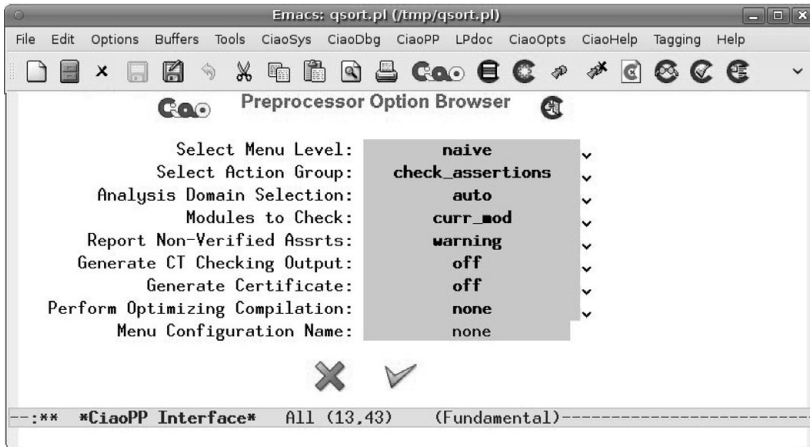 Emacs: qsort.pl (/tmp/qsort.pl)
File Edit Options Buffers Tools CiaoSys CiaoDbg CiaoPP LPdoc CiaoOpts CiaoHelp Tagging Help
Ciao
Ciao Preprocessor Option Browser
Select Menu Level: naive
Select Action Group: check_assertions
Analysis Domain Selection: auto
Modules to Check: curr_mod
Report Non-Verified Assrts: warning
Generate CT Checking Output: off
Generate Certificate: off
Perform Optimizing Compilation: none
Menu Configuration Name: none
--:** *CiaoPP Interface* All (13,43) (Fundamental)--------------------------